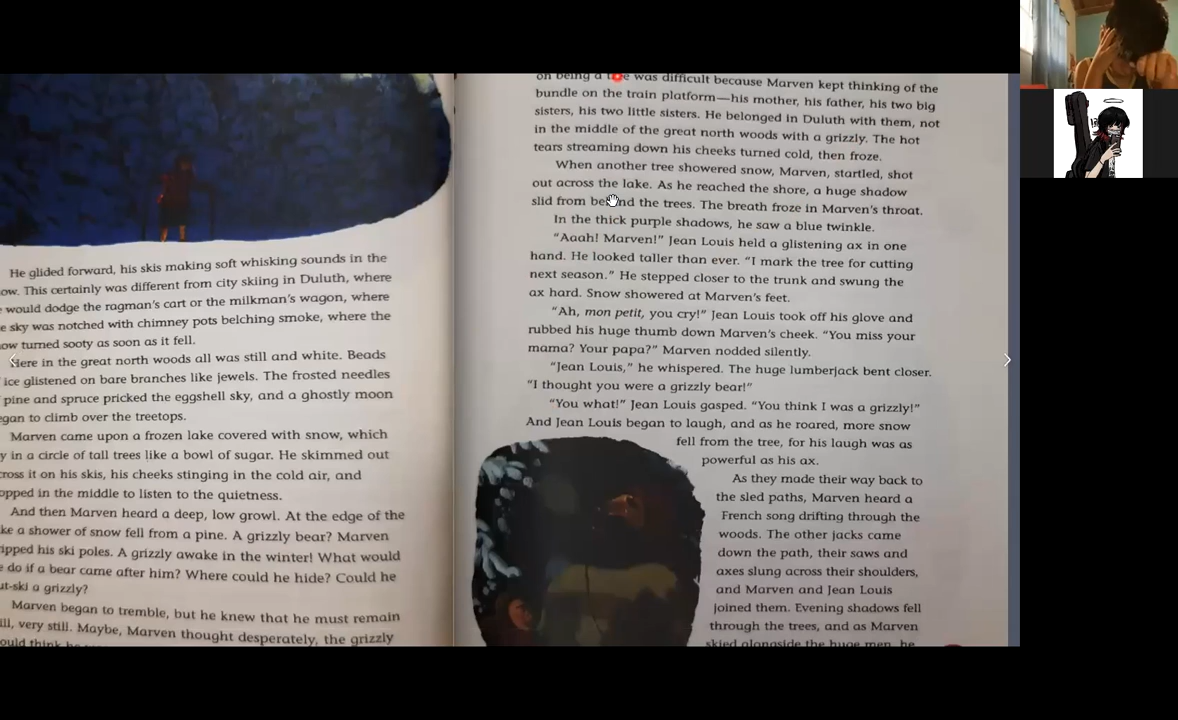 He glided forward, his skis making soft whisking sounds in the
ow. This certainly was different from city skiing in Duluth, where
would dodge the ragman's cart or the milkman's wagon, where
e sky was notched with chimney pots belching smoke, where the
ow turned sooty as soon as it fell.
Here in the great north woods all was still and white. Beads
ice glistened on bare branches like jewels. The frosted needles
pine and spruce pricked the eggshell sky, and a ghostly moon
egan to climb over the treetops.
Marven came upon a frozen lake covered with snow, which
y in a circle of tall trees like a bowl of sugar. He skimmed out
ross it on his skis, his cheeks stinging in the cold air, and
opped in the middle to listen to the quietness.
And then Marven heard a deep, low growl. At the edge of the
ke a shower of snow fell from a pine. A grizzly bear? Marven
ipped his ski poles. A grizzly awake in the winter! What would
e do if a bear came after him? Where could he hide? Could he
ut-ski a grizzly?
Marven began to tremble, but he knew that he must remain
ill, very still. Maybe, Marven thought desperately, the grizzly
ould think
on being a tree was difficult because Marven kept thinking of the
bundle on the train platform—his mother, his father, his two big
sisters, his two little sisters. He belonged in Duluth with them, not
in the middle of the great north woods with a grizzly. The hot
tears streaming down his cheeks turned cold, then froze.
When another tree showered snow, Marven, startled, shot
out across the lake. As he reached the shore, a huge shadow
slid from behind the trees. The breath froze in Marven's throat.
In the thick purple shadows, he saw a blue twinkle.
"Aaah! Marven!" Jean Louis held a glistening ax in one
hand. He looked taller than ever. "I mark the tree for cutting
next season." He stepped closer to the trunk and swung the
ax hard. Snow showered at Marven's feet.
"Ah, mon petit, you cry!" Jean Louis took off his glove and
rubbed his huge thumb down Marven's cheek. "You miss your
mama? Your papa?" Marven nodded silently.
"Jean Louis," he whispered. The huge lumberjack bent closer.
"I thought you were a grizzly bear!"
"You what!" Jean Louis gasped. "You think I was a grizzly!"
And Jean Louis began to laugh, and as he roared, more snow
fell from the tree, for his laugh was as
powerful as his ax.
As they made their way back to
the sled paths, Marven heard a
French song drifting through the
woods. The other jacks came
down the path, their saws and
axes slung across their shoulders,
and Marven and Jean Louis
joined them. Evening shadows fell
through the trees, and as Marven
skied alongside the huge men, he